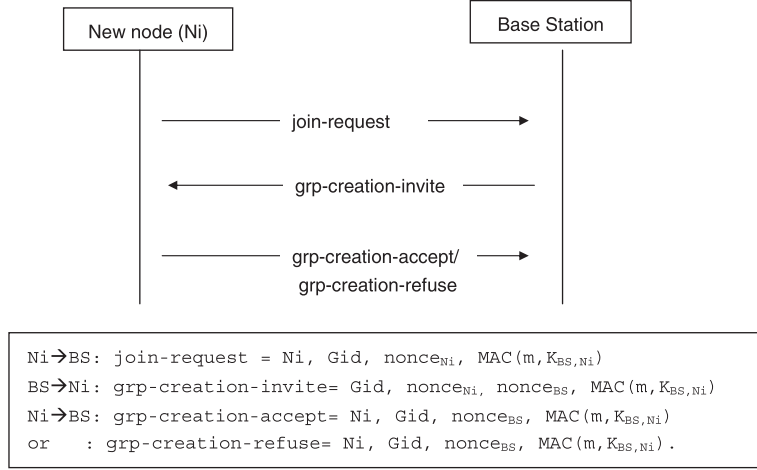 New node (Ni)
Base Station
join-request
grp-creation-invite
grp-creation-accept/
grp-creation-refuse
Ni→BS: join-request = Ni, Gid, nonceNi, MAC(m,KBS,Ni)
BS→Ni: grp-creation-invite= Gid, nonceNi, nonceBS, MAC(m,KBS,Ni)
Ni→BS: grp-creation-accept= Ni, Gid, nonceBS, MAC(m,KBS,Ni)
or : grp-creation-refuse= Ni, Gid, nonceBS, MAC(m,KBS,Ni).